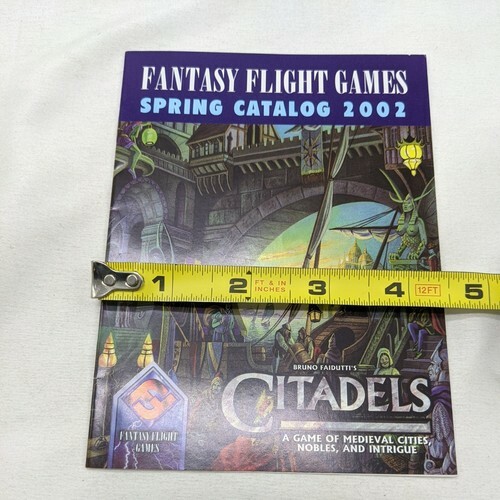 FANTASY FLIGHT GAMES
SPRING CATALOG 2002
1 2 FT & IN
INCHES 3 4 12FT 5
BRUNO FAIDUTTI'S
CITADELS
A GAME OF MEDIEVAL CITIES,
NOBLES, AND INTRIGUE
FANTASY FLIGHT
GAMES